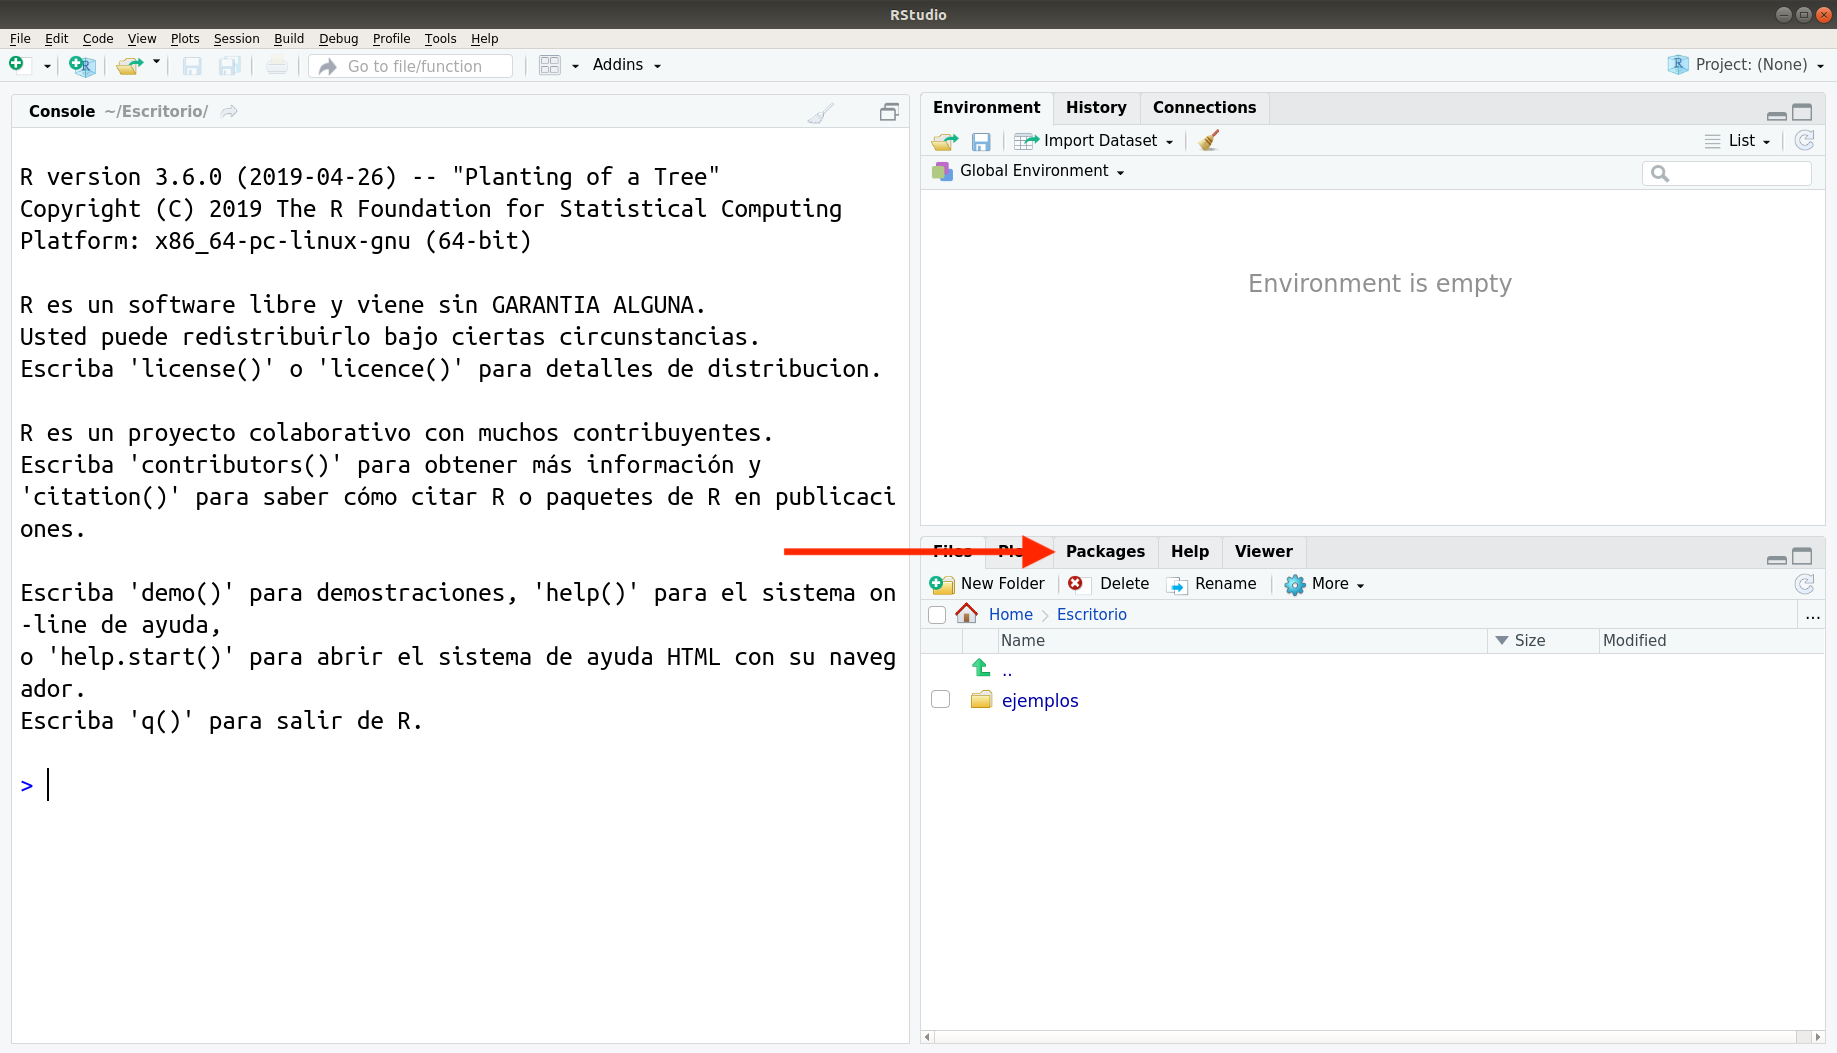 RStudio
File Edit Code View Plots Session Build Debug Profile Tools Help
Go to file/function Addins Project: (None)
Console ~/Escritorio/
R version 3.6.0 (2019-04-26) -- "Planting of a Tree"
Copyright (C) 2019 The R Foundation for Statistical Computing
Platform: x86_64-pc-linux-gnu (64-bit)
R es un software libre y viene sin GARANTIA ALGUNA.
Usted puede redistribuirlo bajo ciertas circunstancias.
Escriba 'license()' o 'licence()' para detalles de distribucion.
R es un proyecto colaborativo con muchos contribuyentes.
Escriba 'contributors()' para obtener más información y
'citation()' para saber cómo citar R o paquetes de R en publicaci
ones.
Escriba 'demo()' para demostraciones, 'help()' para el sistema on
-line de ayuda,
o 'help.start()' para abrir el sistema de ayuda HTML con su naveg
ador.
Escriba 'q()' para salir de R.
>
Environment History Connections
Import Dataset List
Global Environment
Environment is empty
Files Packages Help Viewer
New Folder Delete Rename More
Home Escritorio ...
Name Size Modified
..
ejemplos